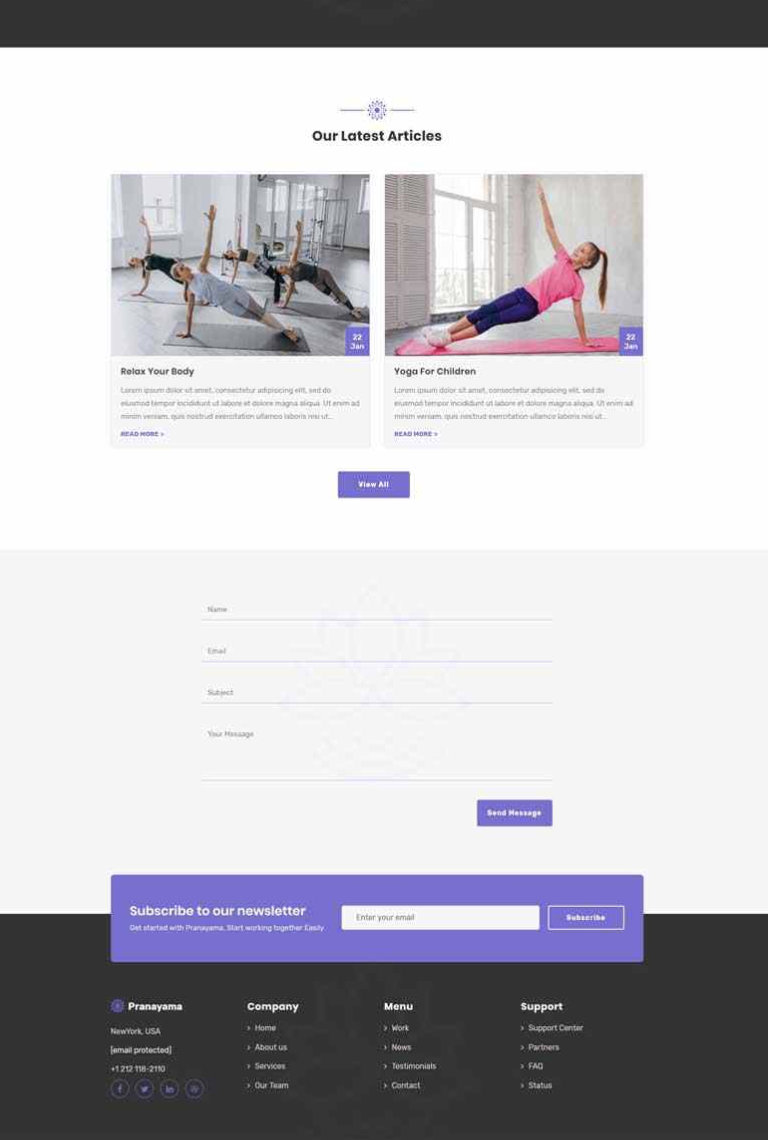 Our Latest Articles
22
Jan
22
Jan
Relax Your Body
Lorem ipsum dolor sit amet, consectetur adipisicing elit, sed do
eiusmod tempor incididunt ut labore et dolore magna aliqua. Ut enim ad
minim veniam, quis nostrud exercitation ullamco laboris nisi ut...
READ MORE >
Yoga For Children
Lorem ipsum dolor sit amet, consectetur adipisicing elit, sed do
eiusmod tempor incididunt ut labore et dolore magna aliqua. Ut enim ad
minim veniam, quis nostrud exercitation ullamco laboris nisi ut...
READ MORE >
View All
Name
Email
Subject
Your Message
Send Message
Subscribe to our newsletter
Get started with Pranayama, Start working together Easily
Enter your email
Subscribe
Pranayama
NewYork, USA
[email protected]
+1 212 118-2110
Company
> Home
> About us
> Services
> Our Team
Menu
> Work
> News
> Testimonials
> Contact
Support
> Support Center
> Partners
> FAQ
> Status